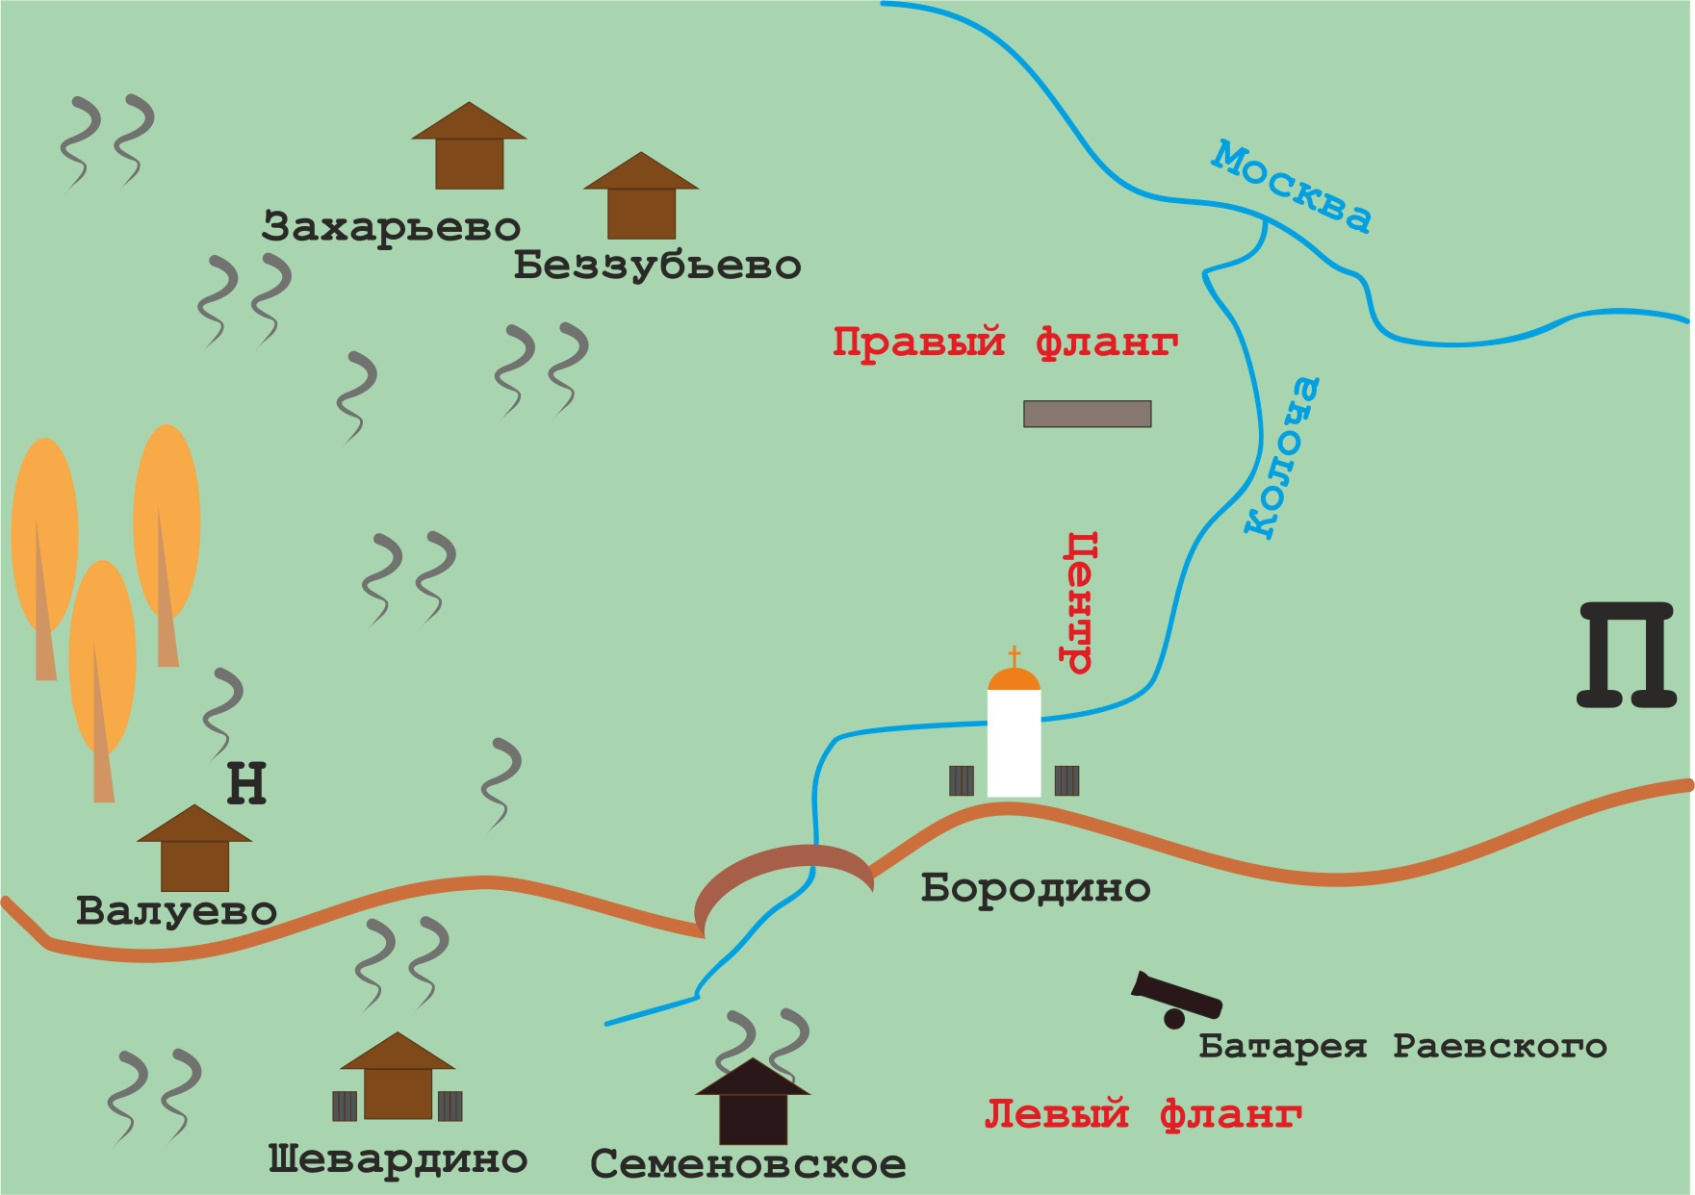 Москва
Захарьево
Беззубьево
Правый фланг
Колоча
Центр
П
Н
Валуево
Бородино
Батарея Раевского
Левый фланг
Шевардино
Семеновское